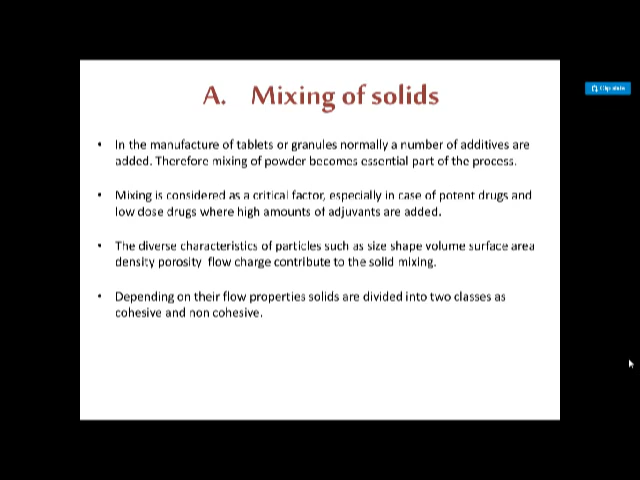 A. Mixing of solids
• In the manufacture of tablets or granules normally a number of additives are
added. Therefore mixing of powder becomes essential part of the process.
• Mixing is considered as a critical factor, especially in case of potent drugs and
low dose drugs where high amounts of adjuvants are added.
• The diverse characteristics of particles such as size shape volume surface area
density porosity flow charge contribute to the solid mixing.
• Depending on their flow properties solids are divided into two classes as
cohesive and non cohesive.